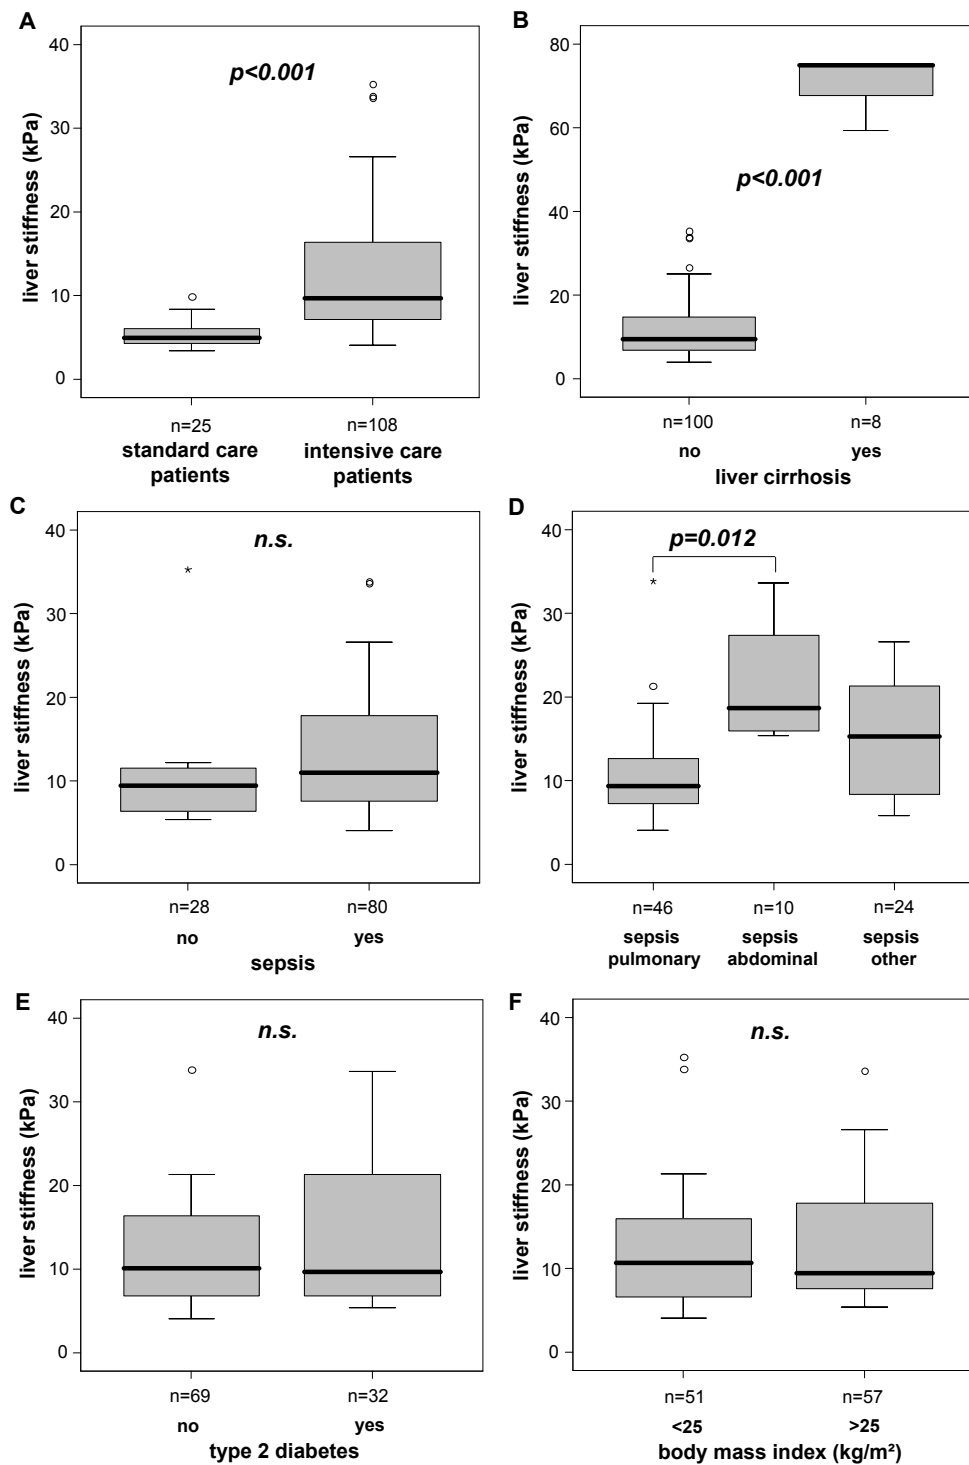 A
liver stiffness (kPa)
40
30
20
10
0
p<0.001
n=25
n=108
standard care
patients
intensive care
patients
B
liver stiffness (kPa)
80
60
40
20
0
p<0.001
n=100
n=8
no
yes
liver cirrhosis
C
liver stiffness (kPa)
40
30
20
10
0
n.s.
n=28
n=80
no
yes
sepsis
D
liver stiffness (kPa)
40
30
20
10
0
p=0.012
n=46
n=10
n=24
sepsis
pulmonary
sepsis
abdominal
sepsis
other
E
liver stiffness (kPa)
40
30
20
10
0
n.s.
n=69
n=32
no
yes
type 2 diabetes
F
liver stiffness (kPa)
40
30
20
10
0
n.s.
n=51
n=57
<25
>25
body mass index (kg/m²)